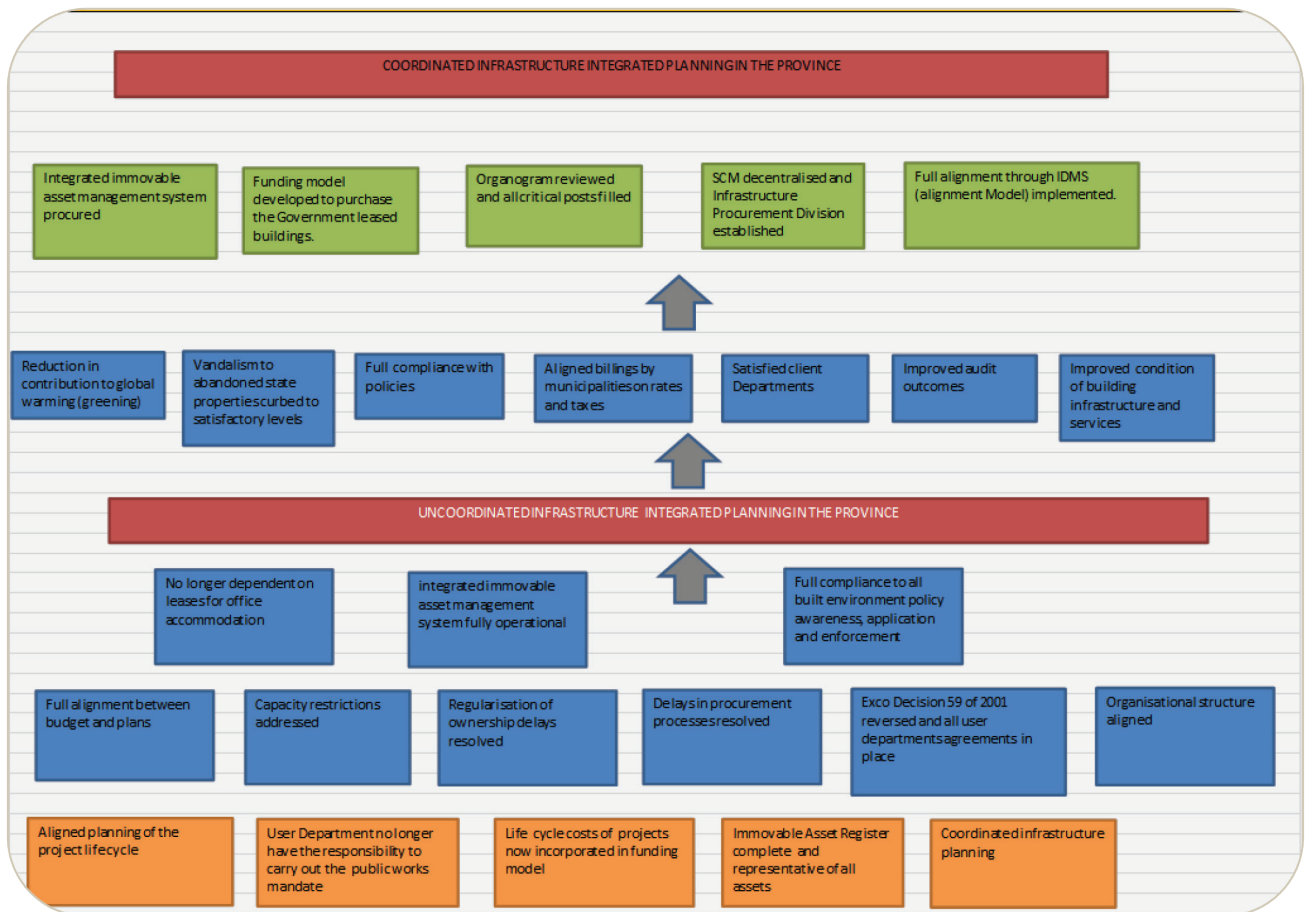 COORDINATED INFRASTRUCTURE INTEGRATED PLANNING IN THE PROVINCE
Integrated immovable
asset management system
procured
Funding model
developed to purchase
the Government leased
buildings.
Organogram reviewed
and all critical posts filled
SCM decentralised and
Infrastructure
Procurement Division
established
Full alignment through IDMS
(alignment Model) implemented.
Reduction in
contribution to global
warming (greening)
Vandalism to
abandoned state
properties curbed to
satisfactory levels
Full compliance with
policies
Aligned billings by
municipalities on rates
and taxes
Satisfied client
Departments
Improved audit
outcomes
Improved condition
of building
infrastructure and
services
UNCOORDINATED INFRASTRUCTURE INTEGRATED PLANNING IN THE PROVINCE
No longer dependent on
leases for office
accommodation
integrated immovable
asset management
system fully operational
Full compliance to all
built environment policy
awareness, application
and enforcement
Full alignment between
budget and plans
Capacity restrictions
addressed
Regularisation of
ownership delays
resolved
Delays in procurement
processes resolved
Exco Decision 59 of 2001
reversed and all user
departments agreements in
place
Organisational structure
aligned
Aligned planning of the
project lifecycle
User Department no longer
have the responsibility to
carry out the public works
mandate
Life cycle costs of projects
now incorporated in funding
model
Immovable Asset Register
complete and
representative of all
assets
Coordinated infrastructure
planning